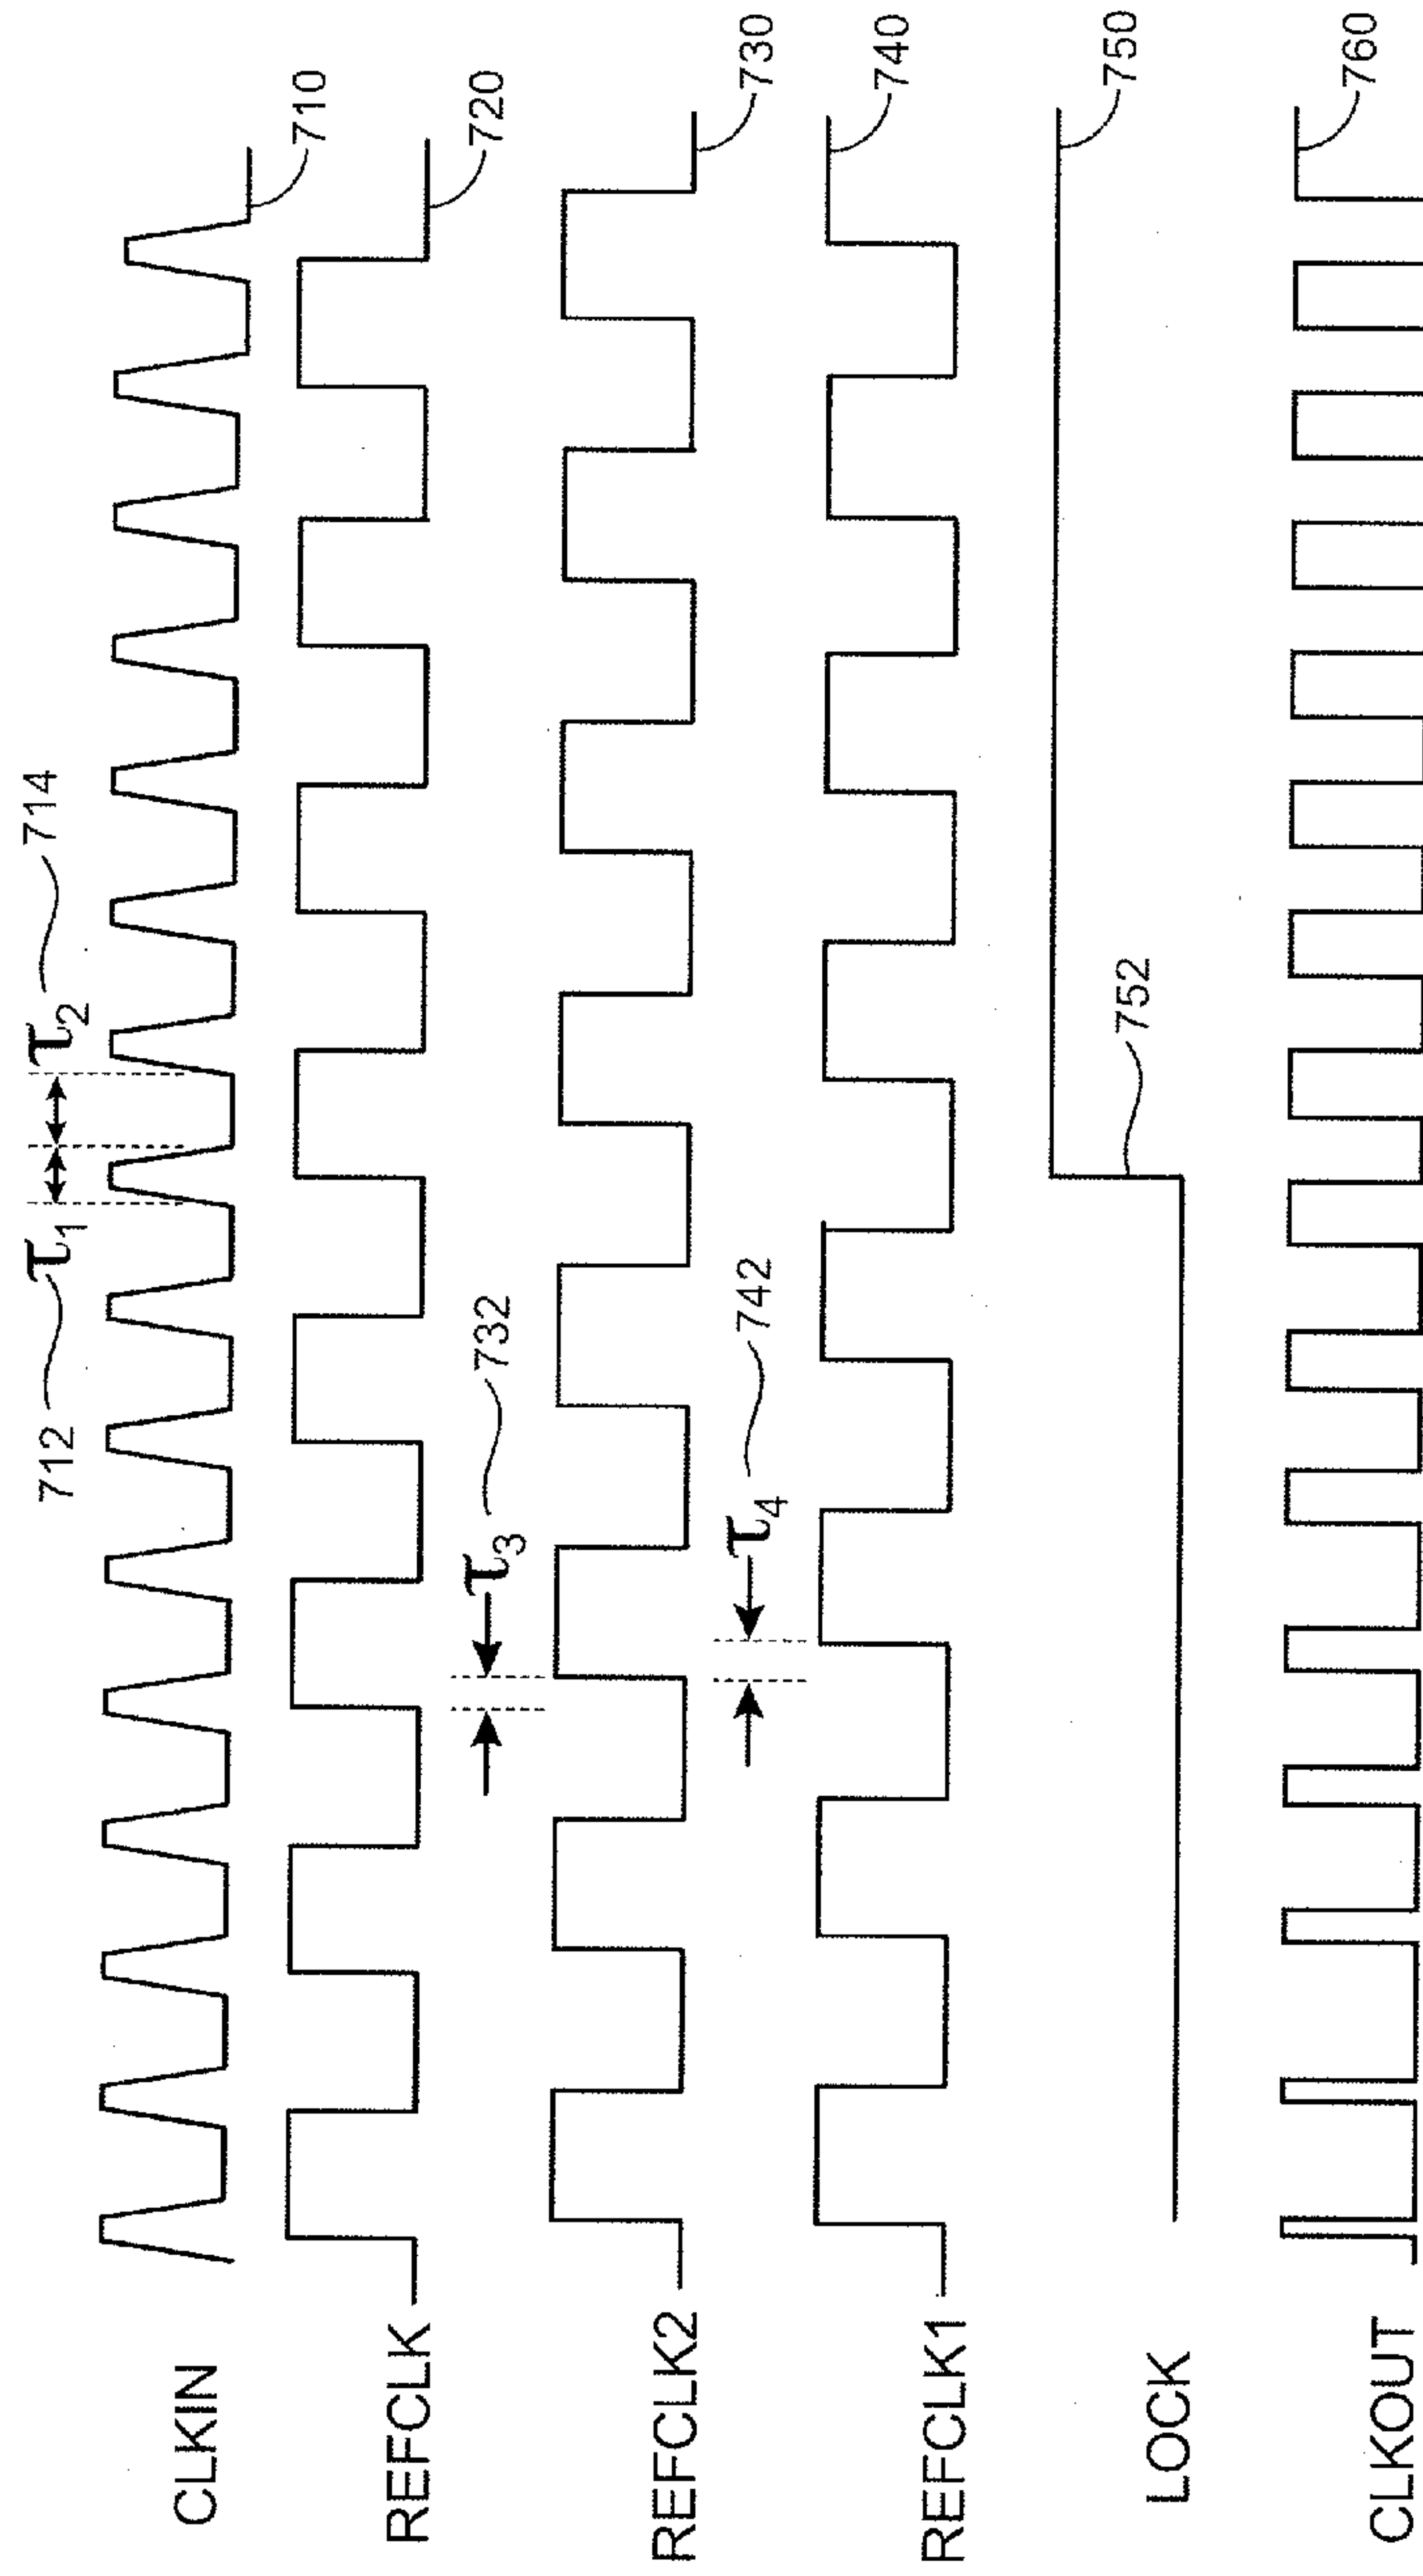 712 τ1 τ2 714
CLKIN 710
REFCLK 720
τ3 732
REFCLK2 730
τ4 742
REFCLK1 740
752
LOCK 750
CLKOUT 760